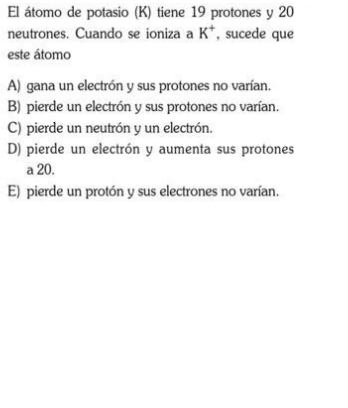 El átomo de potasio (K) tiene 19 protones y 20
neutrones. Cuando se ioniza a K⁺, sucede que
este átomo
A) gana un electrón y sus protones no varían.
B) pierde un electrón y sus protones no varían.
C) pierde un neutrón y un electrón.
D) pierde un electrón y aumenta sus protones
a 20.
E) pierde un protón y sus electrones no varían.